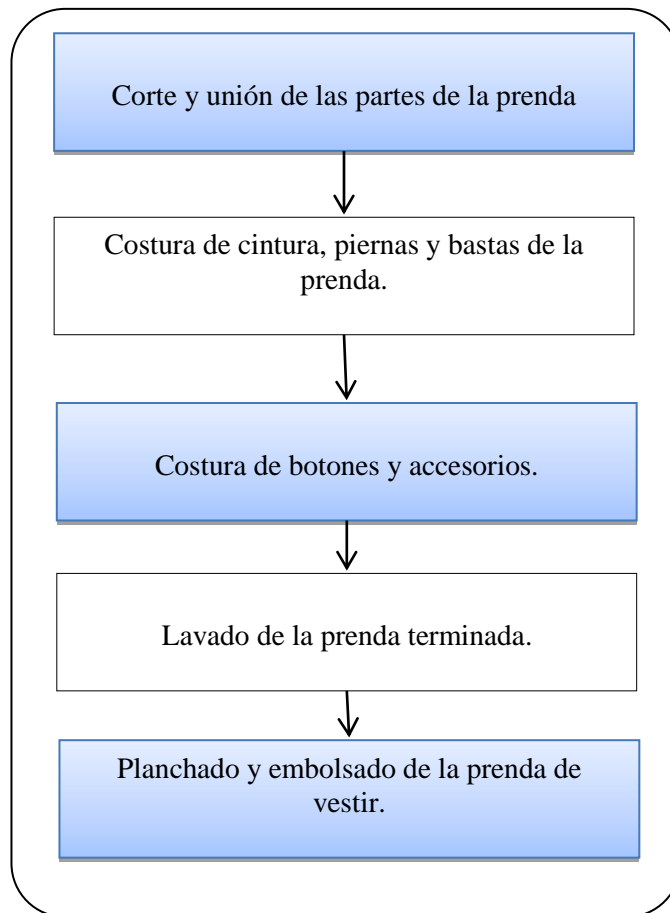 Corte y unión de las partes de la prenda
Costura de cintura, piernas y bastas de la
prenda.
Costura de botones y accesorios.
Lavado de la prenda terminada.
Planchado y embolsado de la prenda de
vestir.